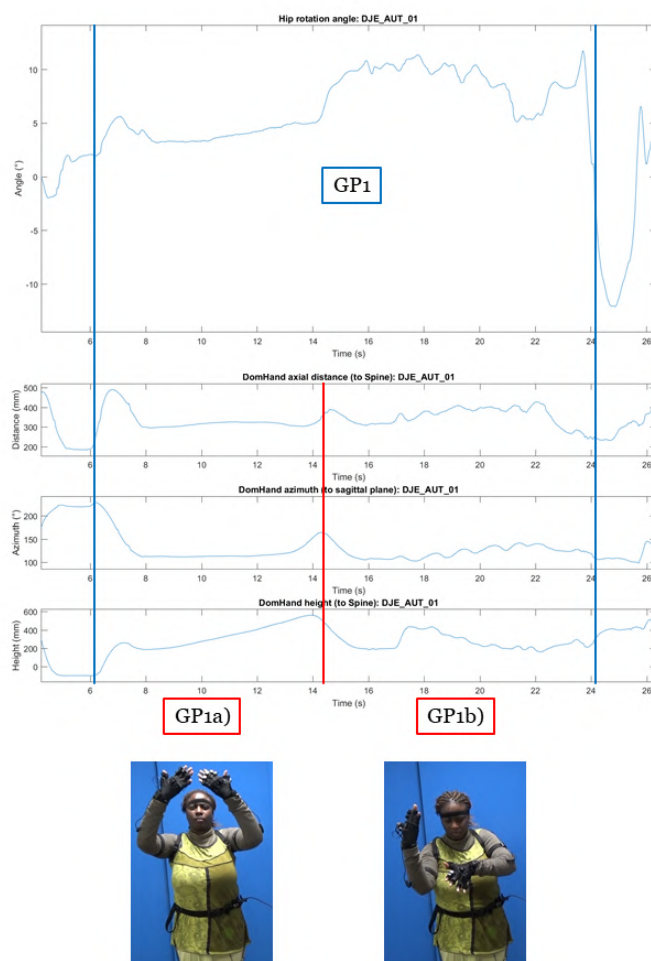 Hip rotation angle: DJE_AUT_01
10
5
0
-5
-10
Angle (°)
GP1
6 8 10 12 14 16 18 20 22 24 26
Time (s)
DomHand axial distance (to Spine): DJE_AUT_01
500
400
300
200
Distance (mm)
6 8 10 12 14 16 18 20 22 24 26
Time (s)
DomHand azimuth (to sagittal plane): DJE_AUT_01
200
150
100
Azimuth (°)
6 8 10 12 14 16 18 20 22 24 26
Time (s)
DomHand height (to Spine): DJE_AUT_01
600
400
200
0
Height (mm)
6 8 10 12 14 16 18 20 22 24 26
Time (s)
GP1a)
GP1b)